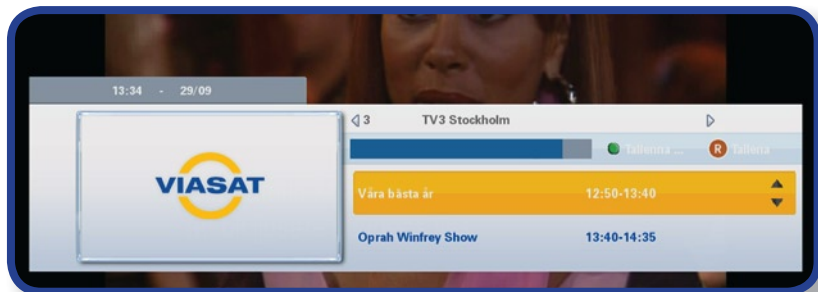 13:34 - 29/09
3 TV3 Stockholm
Tallenna ... R Tallena
VIASAT
Våra bästa år 12:50-13:40
Oprah Winfrey Show 13:40-14:35